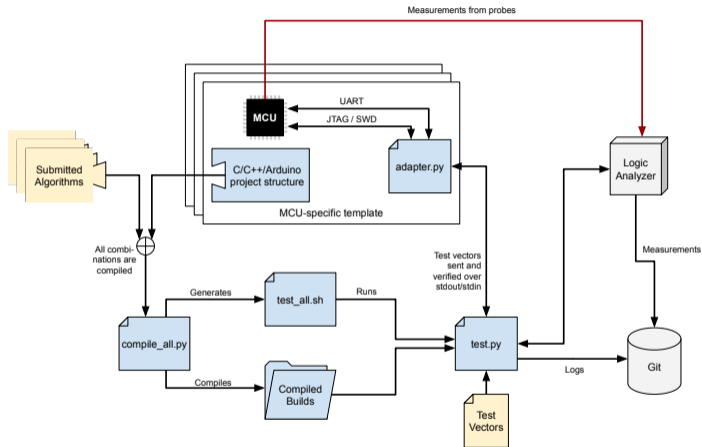 Measurements from probes
MCU
UART
JTAG / SWD
Submitted
Algorithms
C/C++/Arduino
project structure
adapter.py
Logic
Analyzer
MCU-specific template
All combi-
nations are
compiled
Test vectors
sent and
verified over
stdout/stdin
Measurements
Generates
test_all.sh
Runs
compile_all.py
test.py
Git
Logs
Compiles
Compiled
Builds
Test
Vectors